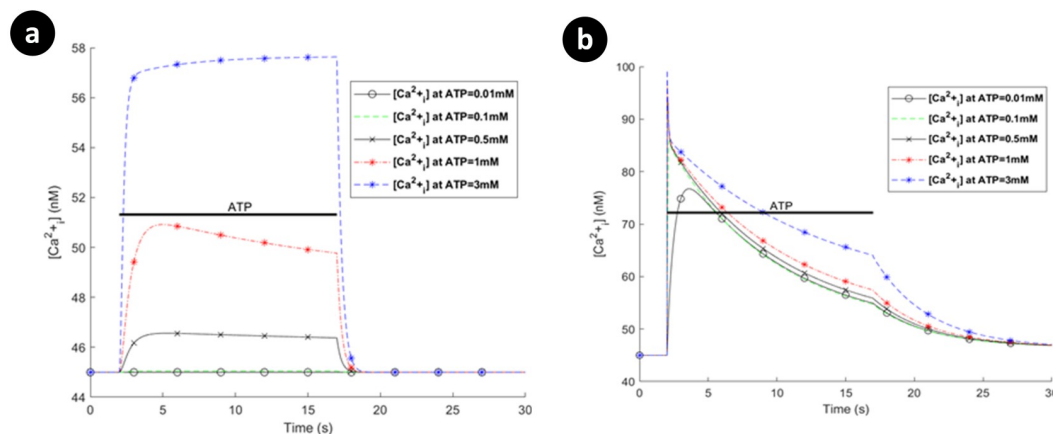 a
58
56
54
52
50
48
46
44
[Ca²⁺ᵢ] (nM)
0
5
10
15
20
25
30
Time (s)
ATP
[Ca²⁺ᵢ] at ATP=0.01mM
[Ca²⁺ᵢ] at ATP=0.1mM
[Ca²⁺ᵢ] at ATP=0.5mM
[Ca²⁺ᵢ] at ATP=1mM
[Ca²⁺ᵢ] at ATP=3mM
b
100
90
80
70
60
50
40
[Ca²⁺ᵢ] (nM)
0
5
10
15
20
25
30
Time (s)
ATP
[Ca²⁺ᵢ] at ATP=0.01mM
[Ca²⁺ᵢ] at ATP=0.1mM
[Ca²⁺ᵢ] at ATP=0.5mM
[Ca²⁺ᵢ] at ATP=1mM
[Ca²⁺ᵢ] at ATP=3mM